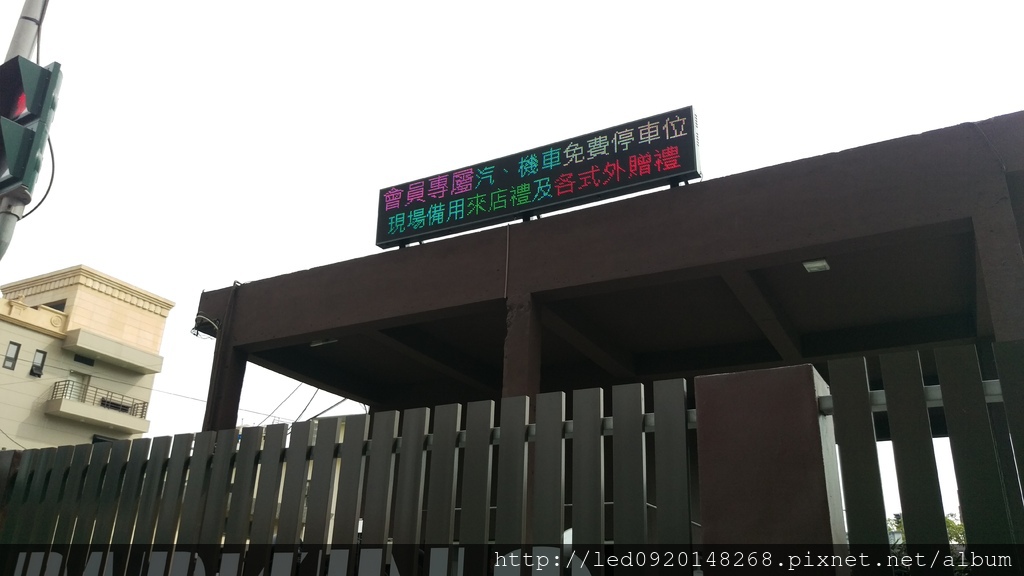 會員專屬汽、機車免費停車位
現場備用來店禮及各式外贈禮
http://led0920148268.pixnet.net/album